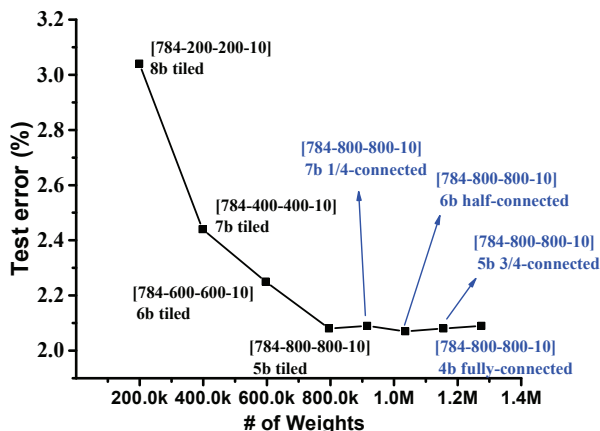 3.2
3.0
2.8
2.6
2.4
2.2
2.0
Test error (%)
[784-200-200-10]
8b tiled
[784-400-400-10]
7b tiled
[784-600-600-10]
6b tiled
[784-800-800-10]
5b tiled
[784-800-800-10]
7b 1/4-connected
[784-800-800-10]
6b half-connected
[784-800-800-10]
5b 3/4-connected
[784-800-800-10]
4b fully-connected
200.0k 400.0k 600.0k 800.0k 1.0M 1.2M 1.4M
# of Weights